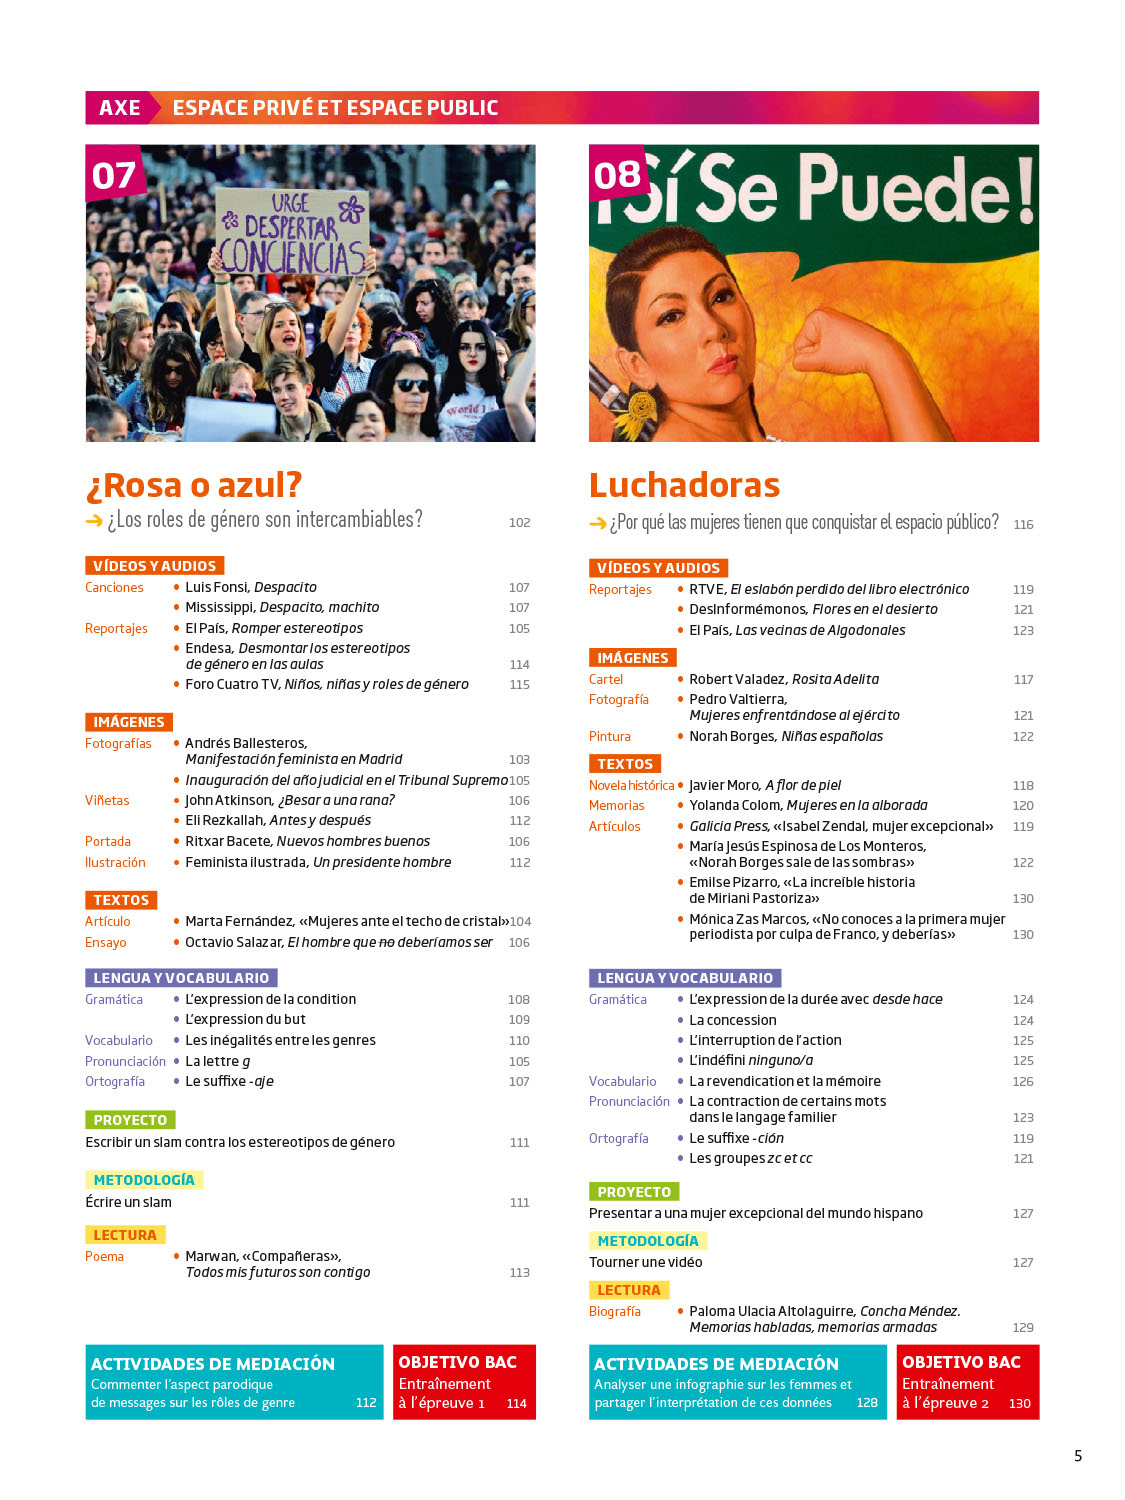 AXE ESPACE PRIVÉ ET ESPACE PUBLIC
07
URGE
DESPERTAR
CONCIENCIAS
World T
¿Rosa o azul?
➔ ¿Los roles de género son intercambiables? 102
VÍDEOS Y AUDIOS
Canciones • Luis Fonsi, Despacito 107
• Mississippi, Despacito, machito 107
Reportajes • El País, Romper estereotipos 105
• Endesa, Desmontar los estereotipos
de género en las aulas 114
• Foro Cuatro TV, Niños, niñas y roles de género 115
IMÁGENES
Fotografías • Andrés Ballesteros,
Manifestación feminista en Madrid 103
• Inauguración del año judicial en el Tribunal Supremo 105
Viñetas • John Atkinson, ¿Besar a una rana? 106
• Eli Rezkallah, Antes y después 112
Portada • Ritxar Bacete, Nuevos hombres buenos 106
Ilustración • Feminista ilustrada, Un presidente hombre 112
TEXTOS
Artículo • Marta Fernández, «Mujeres ante el techo de cristal» 104
Ensayo • Octavio Salazar, El hombre que no deberíamos ser 106
LENGUA Y VOCABULARIO
Gramática • L'expression de la condition 108
• L'expression du but 109
Vocabulario • Les inégalités entre les genres 110
Pronunciación • La lettre g 105
Ortografía • Le suffixe -aje 107
PROYECTO
Escribir un slam contra los estereotipos de género 111
METODOLOGÍA
Écrire un slam 111
LECTURA
Poema • Marwan, «Compañeras»,
Todos mis futuros son contigo 113
ACTIVIDADES DE MEDIACIÓN
Commenter l'aspect parodique
de messages sur les rôles de genre 112
OBJETIVO BAC
Entraînement
à l'épreuve 1 114
08
¡Sí Se Puede!
Luchadoras
➔ ¿Por qué las mujeres tienen que conquistar el espacio público? 116
VÍDEOS Y AUDIOS
Reportajes • RTVE, El eslabón perdido del libro electrónico 119
• DesInformémonos, Flores en el desierto 121
• El País, Las vecinas de Algodonales 123
IMÁGENES
Cartel • Robert Valadez, Rosita Adelita 117
Fotografía • Pedro Valtierra,
Mujeres enfrentándose al ejército 121
Pintura • Norah Borges, Niñas españolas 122
TEXTOS
Novela histórica • Javier Moro, A flor de piel 118
Memorias • Yolanda Colom, Mujeres en la alborada 120
Artículos • Galicia Press, «Isabel Zendal, mujer excepcional» 119
• María Jesús Espinosa de Los Monteros,
«Norah Borges sale de las sombras» 122
• Emilse Pizarro, «La increíble historia
de Miriani Pastoriza» 130
• Mónica Zas Marcos, «No conoces a la primera mujer
periodista por culpa de Franco, y deberías» 130
LENGUA Y VOCABULARIO
Gramática • L'expression de la durée avec desde hace 124
• La concession 124
• L'interruption de l'action 125
• L'indéfini ninguno/a 125
Vocabulario • La revendication et la mémoire 126
Pronunciación • La contraction de certains mots
dans le langage familier 123
Ortografía • Le suffixe -ción 119
• Les groupes zc et cc 121
PROYECTO
Presentar a una mujer excepcional del mundo hispano 127
METODOLOGÍA
Tourner une vidéo 127
LECTURA
Biografía • Paloma Ulacia Altolaguirre, Concha Méndez.
Memorias habladas, memorias armadas 129
ACTIVIDADES DE MEDIACIÓN
Analyser une infographie sur les femmes et
partager l'interprétation de ces données 128
OBJETIVO BAC
Entraînement
à l'épreuve 2 130
5